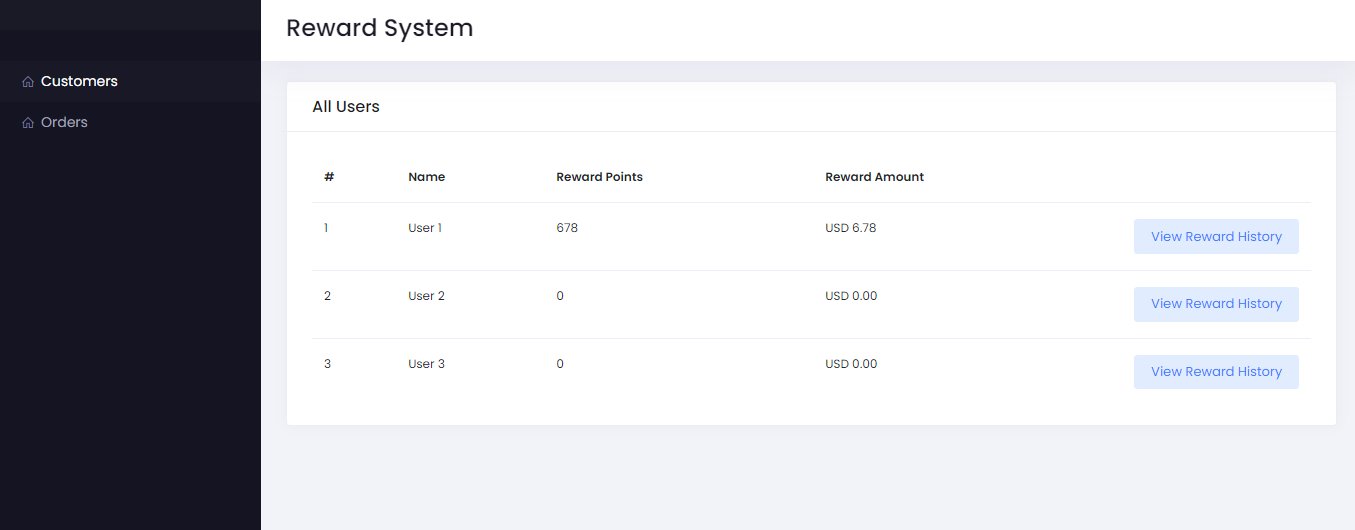 Reward System
Customers
Orders
All Users
# Name Reward Points Reward Amount
1 User 1 678 USD 6.78 View Reward History
2 User 2 0 USD 0.00 View Reward History
3 User 3 0 USD 0.00 View Reward History